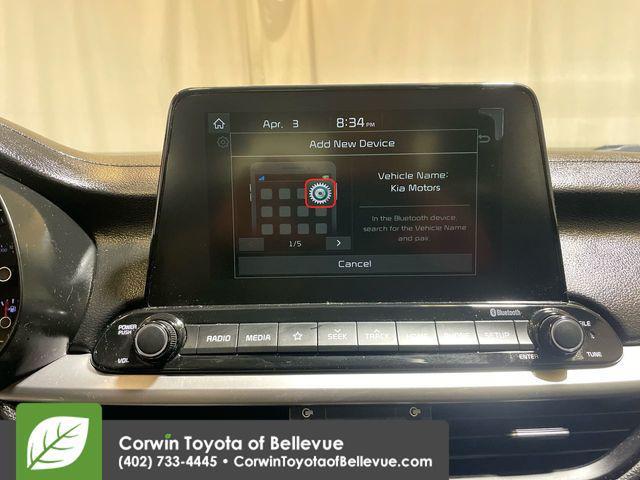 Apr. 3 8:34 PM
Add New Device
Vehicle Name:
Kia Motors
In the Bluetooth device,
search for the Vehicle Name
and pair.
1/5 >
Cancel
Bluetooth
POWER
PUSH
RADIO MEDIA ☆ SEEK TRACK SETUP FILE
VOL ENTER TUNE
Corwin Toyota of Bellevue
(402) 733-4445 • CorwinToyotaofBellevue.com